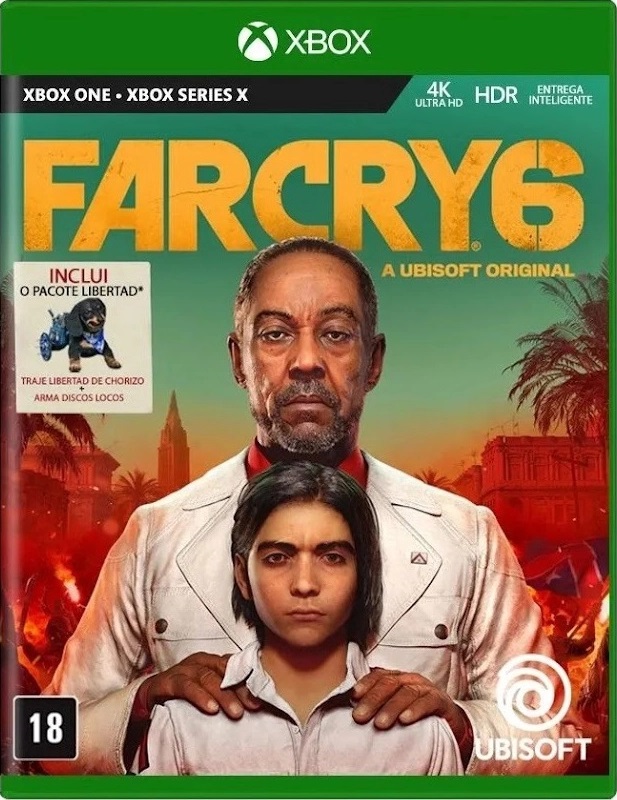 XBOX
XBOX ONE • XBOX SERIES X
4K
ULTRA HD
HDR
ENTREGA
INTELIGENTE
FARCRY6®
A UBISOFT ORIGINAL
INCLUI
O PACOTE LIBERTAD*
TRAJE LIBERTAD DE CHORIZO
+
ARMA DISCOS LOCOS
18
UBISOFT